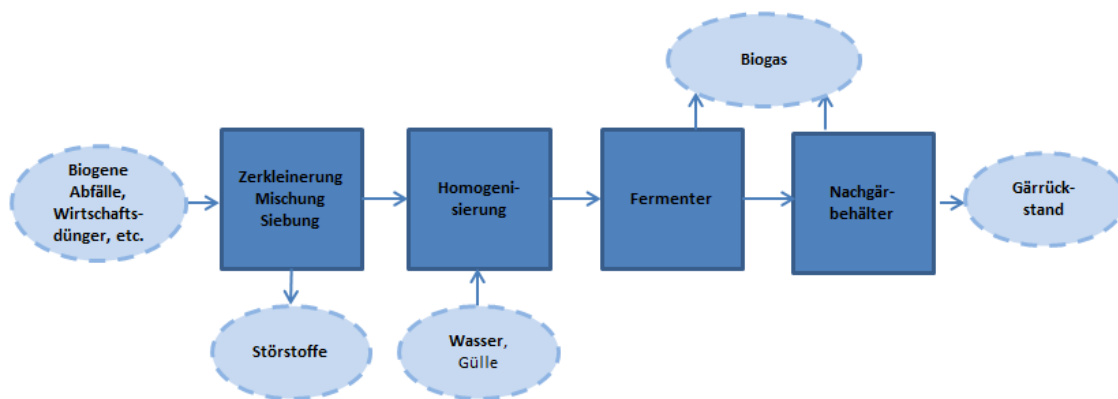 Biogas
Biogene
Abfälle,
Wirtschafts-
dünger, etc.
Zerkleinerung
Mischung
Siebung
Homogeni-
sierung
Fermenter
Nachgär-
behälter
Gärrück-
stand
Störstoffe
Wasser,
Gülle